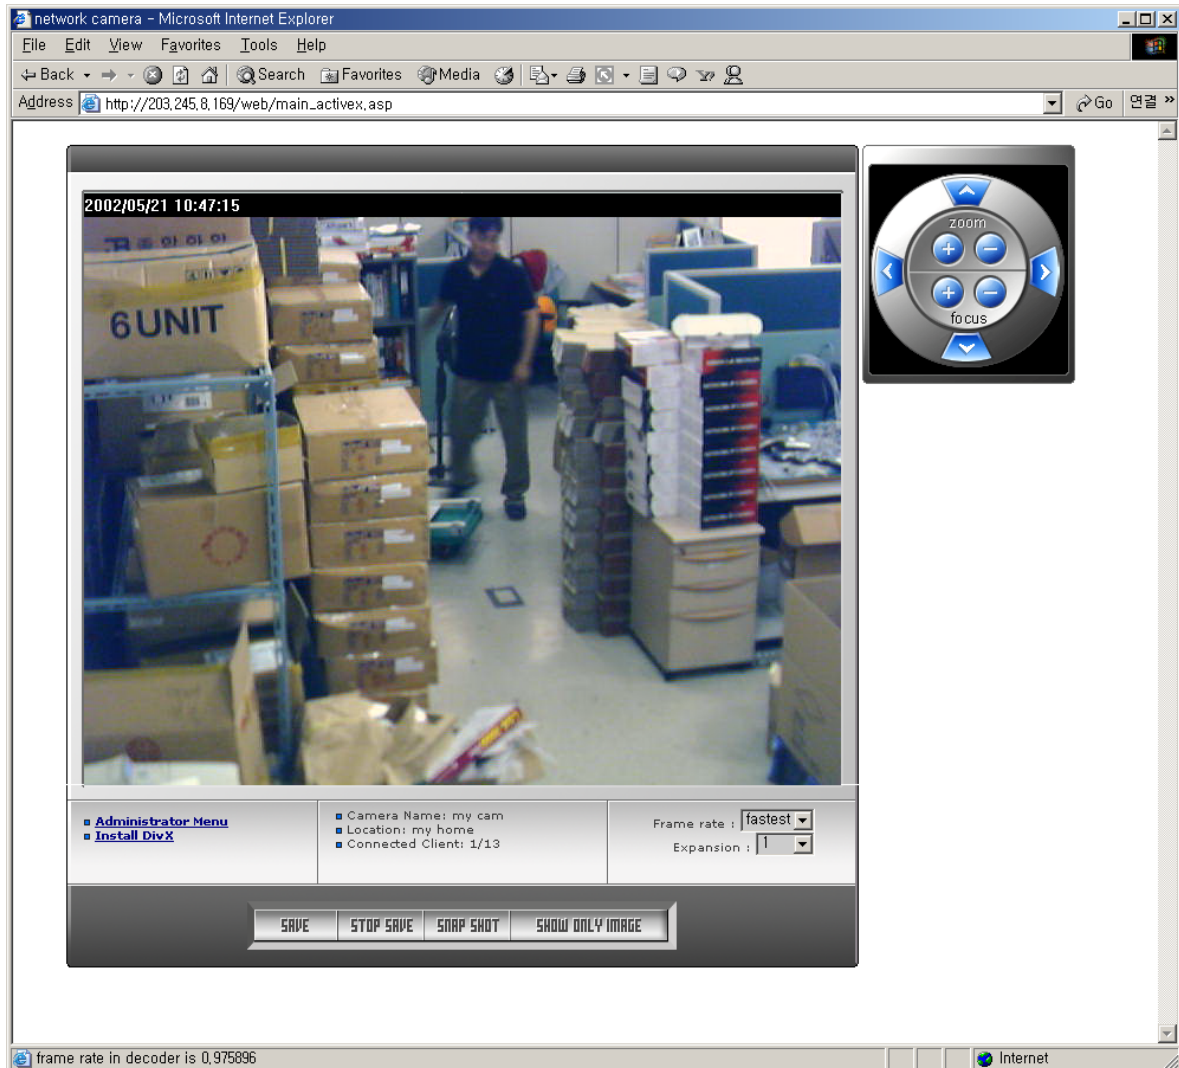 network camera - Microsoft Internet Explorer
File Edit View Favorites Tools Help
Back Search Favorites Media
Address http://203,245,8,169/web/main_activex,asp Go 연결 »
2002/05/21 10:47:15
zoom
focus
6 UNIT
Administrator Menu
Install DivX
Camera Name: my cam
Location: my home
Connected Client: 1/13
Frame rate : fastest
Expansion : 1
SAVE STOP SAVE SNAP SHOT SHOW ONLY IMAGE
frame rate in decoder is 0,975896 Internet